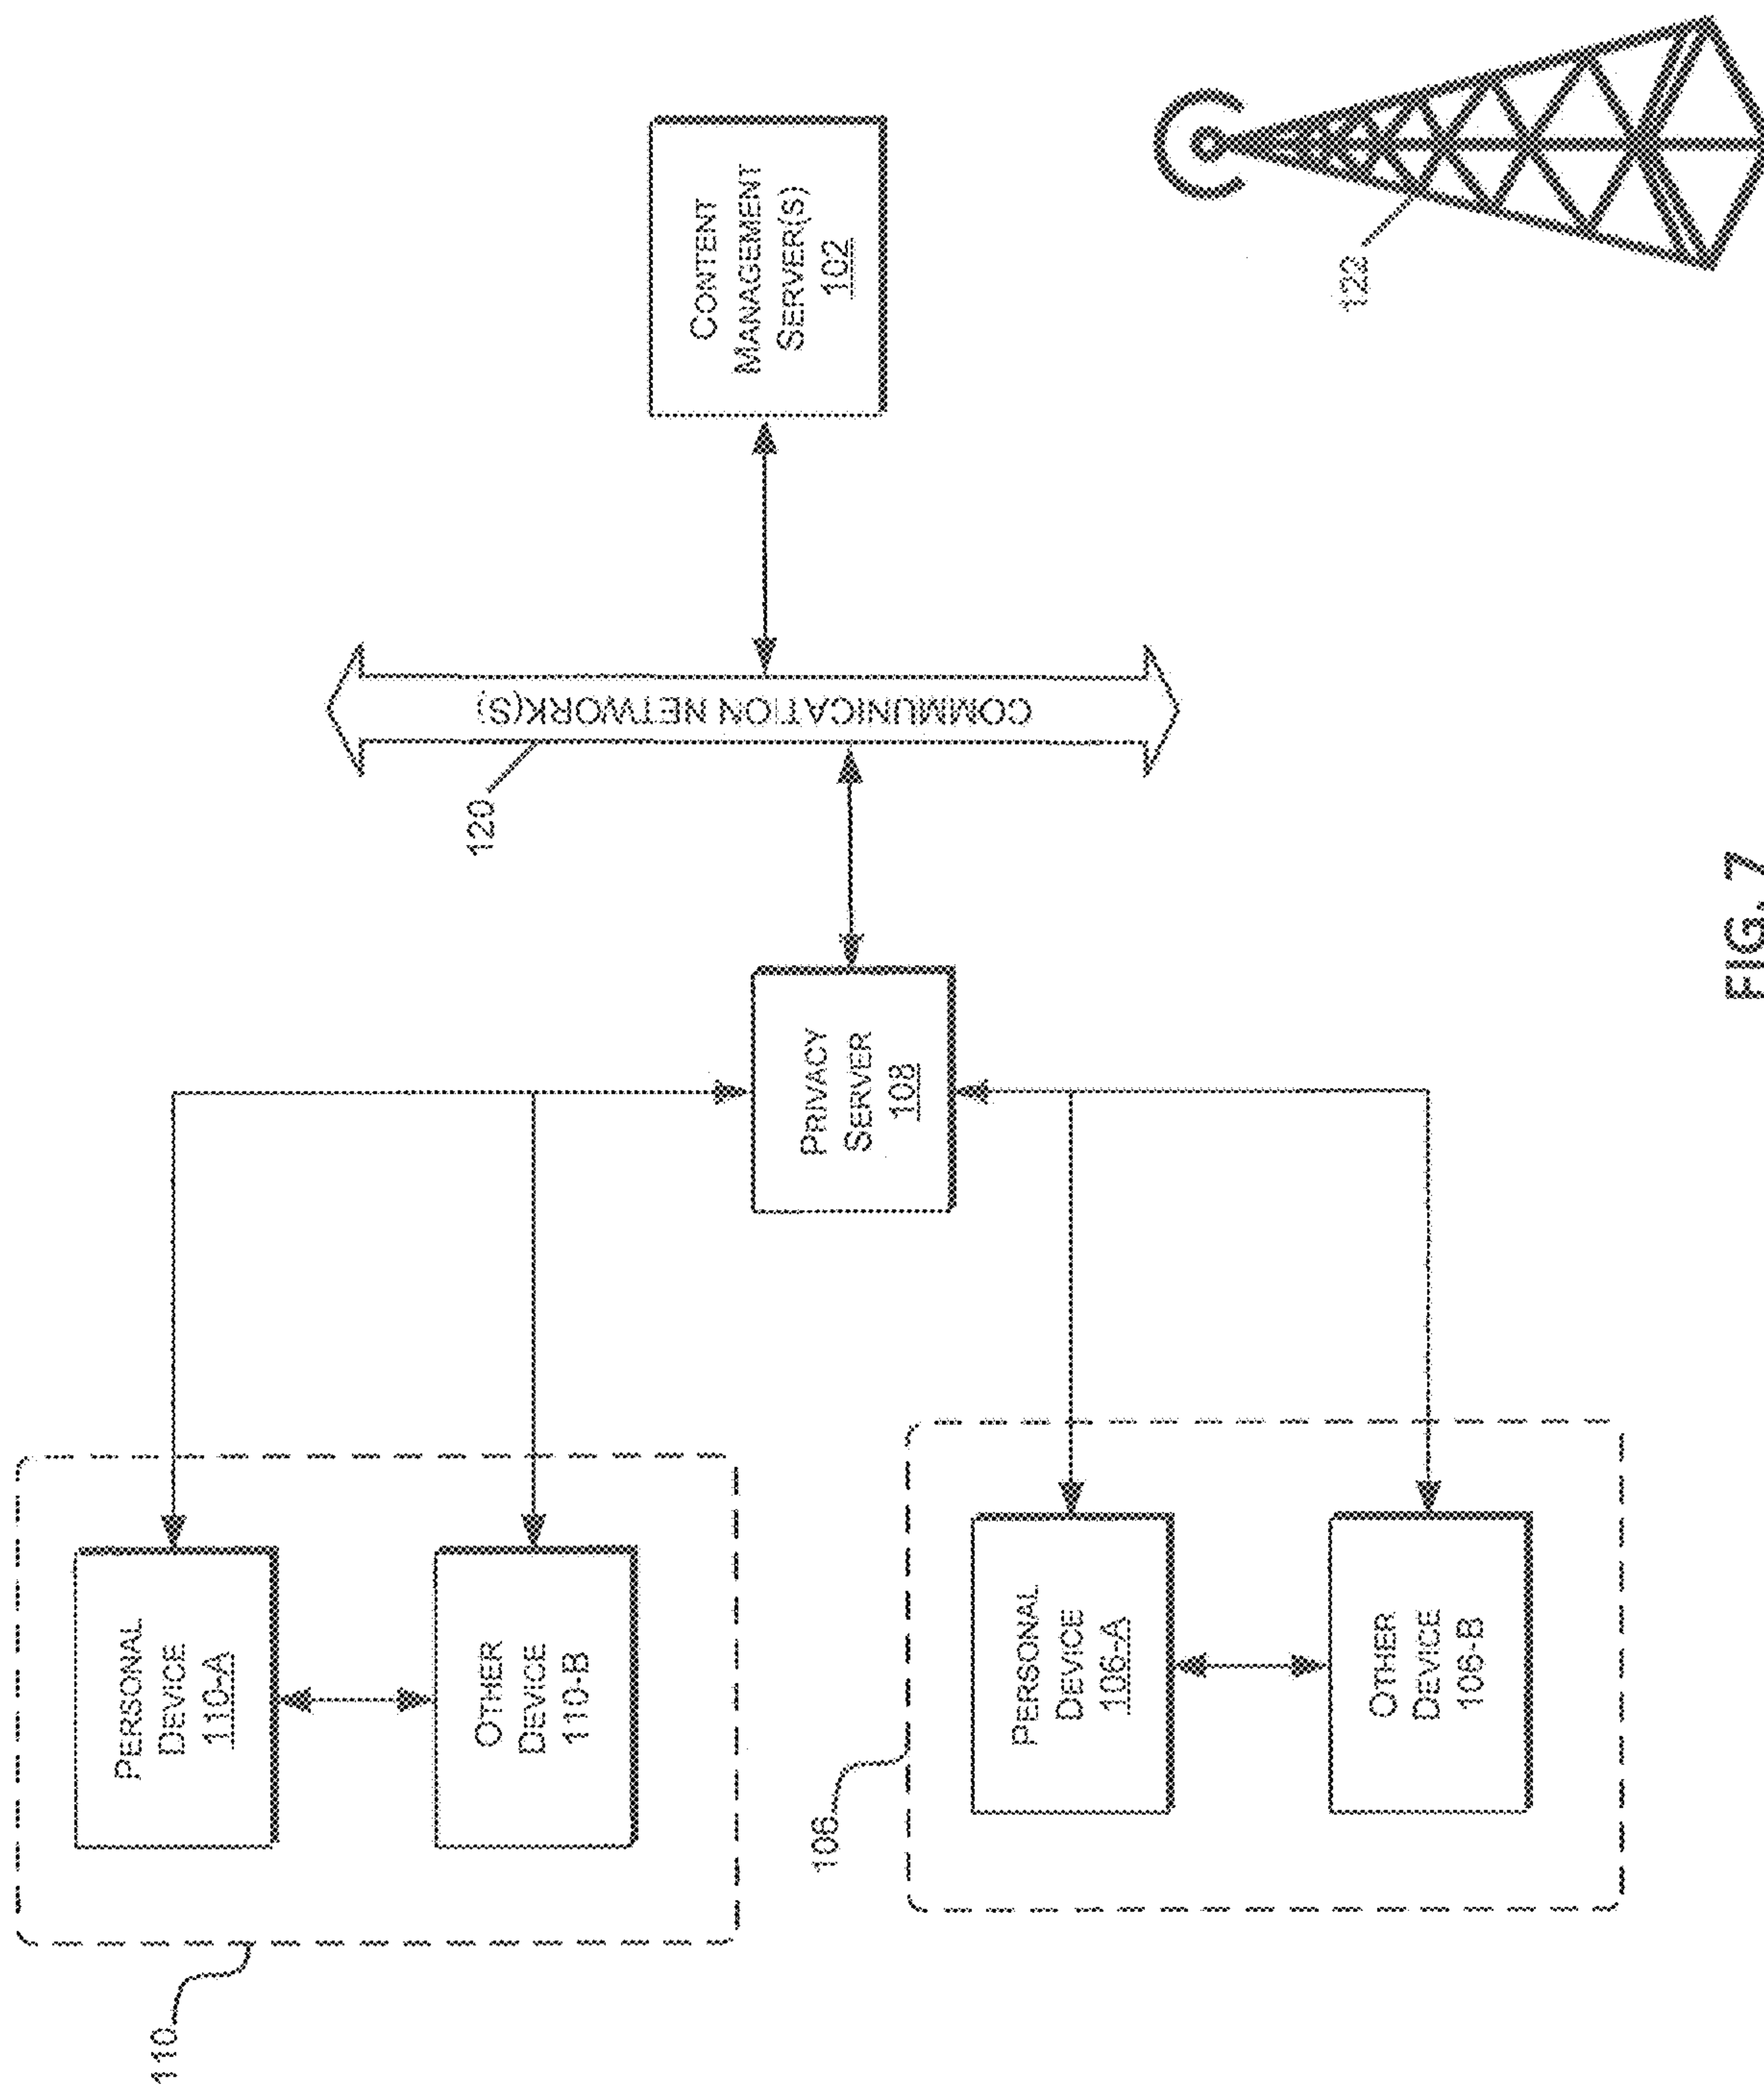 110
PERSONAL
DEVICE
110-A
OTHER
DEVICE
110-B
106
PERSONAL
DEVICE
106-A
OTHER
DEVICE
106-B
PRIVACY
SERVER
108
120
COMMUNICATION NETWORK(S)
CONTENT
MANAGEMENT
SERVER(S)
102
122
FIG. 7